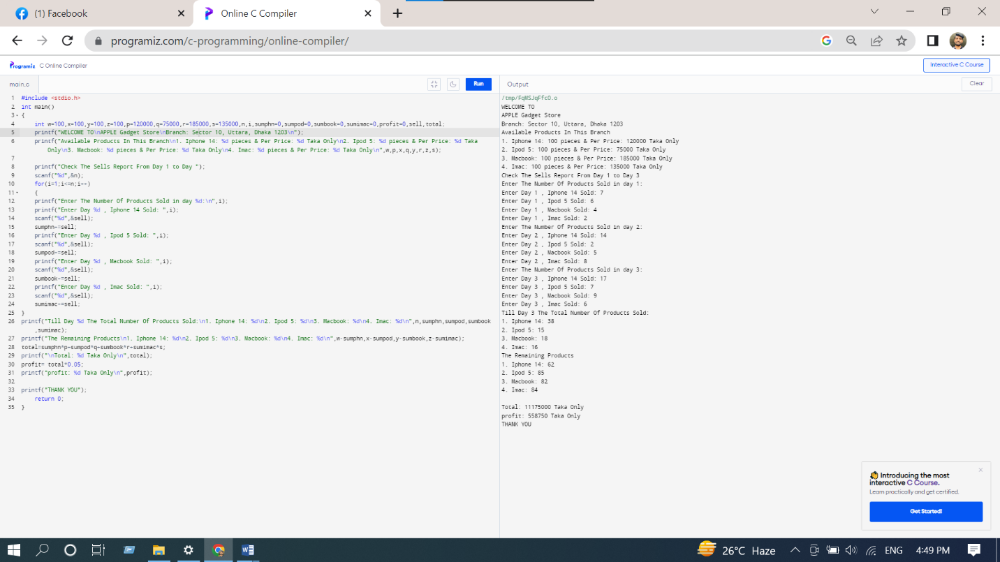 (1) Facebook
Online C Compiler
programiz.com/c-programming/online-compiler/
Programiz C Online Compiler
Interactive C Course
main.c
Run
Output
Clear
1 #include <stdio.h>
2 int main()
3 {
4 int w=100,x=100,y=100,z=100,p=120000,q=75000,r=185000,s=135000,n,i,sumphn=0,sumpod=0,sumbook=0,sumimac=0,profit=0,sell,total;
5 printf("WELCOME TO\nAPPLE Gadget Store\nBranch: Sector 10, Uttara, Dhaka 1203\n");
6 printf("Available Products In This Branch\n1. Iphone 14: %d pieces & Per Price: %d Taka Only\n2. Ipod 5: %d pieces & Per Price: %d Taka
Only\n3. Macbook: %d pieces & Per Price: %d Taka Only\n4. Imac: %d pieces & Per Price: %d Taka Only\n",w,p,x,q,y,r,z,s);
7
8 printf("Check The Sells Report From Day 1 to Day ");
9 scanf("%d",&n);
10 for(i=1;i<=n;i++)
11 {
12 printf("Enter The Number Of Products Sold in day %d:\n",i);
13 printf("Enter Day %d , Iphone 14 Sold: ",i);
14 scanf("%d",&sell);
15 sumphn+=sell;
16 printf("Enter Day %d , Ipod 5 Sold: ",i);
17 scanf("%d",&sell);
18 sumpod+=sell;
19 printf("Enter Day %d , Macbook Sold: ",i);
20 scanf("%d",&sell);
21 sumbook+=sell;
22 printf("Enter Day %d , Imac Sold: ",i);
23 scanf("%d",&sell);
24 sumimac+=sell;
25 }
26 printf("Till Day %d The Total Number Of Products Sold:\n1. Iphone 14: %d\n2. Ipod 5: %d\n3. Macbook: %d\n4. Imac: %d\n",n,sumphn,sumpod,sumbook
,sumimac);
27 printf("The Remaining Products\n1. Iphone 14: %d\n2. Ipod 5: %d\n3. Macbook: %d\n4. Imac: %d\n",w-sumphn,x-sumpod,y-sumbook,z-sumimac);
28 total=sumphn*p+sumpod*q+sumbook*r+sumimac*s;
29 printf("\nTotal: %d Taka Only\n",total);
30 profit= total*0.05;
31 printf("profit: %d Taka Only\n",profit);
32
33 printf("THANK YOU");
34 return 0;
35 }
/tmp/FqWSJqFfcO.o
WELCOME TO
APPLE Gadget Store
Branch: Sector 10, Uttara, Dhaka 1203
Available Products In This Branch
1. Iphone 14: 100 pieces & Per Price: 120000 Taka Only
2. Ipod 5: 100 pieces & Per Price: 75000 Taka Only
3. Macbook: 100 pieces & Per Price: 185000 Taka Only
4. Imac: 100 pieces & Per Price: 135000 Taka Only
Check The Sells Report From Day 1 to Day 3
Enter The Number Of Products Sold in day 1:
Enter Day 1 , Iphone 14 Sold: 7
Enter Day 1 , Ipod 5 Sold: 6
Enter Day 1 , Macbook Sold: 4
Enter Day 1 , Imac Sold: 2
Enter The Number Of Products Sold in day 2:
Enter Day 2 , Iphone 14 Sold: 14
Enter Day 2 , Ipod 5 Sold: 2
Enter Day 2 , Macbook Sold: 5
Enter Day 2 , Imac Sold: 8
Enter The Number Of Products Sold in day 3:
Enter Day 3 , Iphone 14 Sold: 17
Enter Day 3 , Ipod 5 Sold: 7
Enter Day 3 , Macbook Sold: 9
Enter Day 3 , Imac Sold: 6
Till Day 3 The Total Number Of Products Sold:
1. Iphone 14: 38
2. Ipod 5: 15
3. Macbook: 18
4. Imac: 16
The Remaining Products
1. Iphone 14: 62
2. Ipod 5: 85
3. Macbook: 82
4. Imac: 84
Total: 11175000 Taka Only
profit: 558750 Taka Only
THANK YOU
Introducing the most
interactive C Course.
Learn practically and get certified.
Get Started!
26°C Haze
ENG
4:49 PM